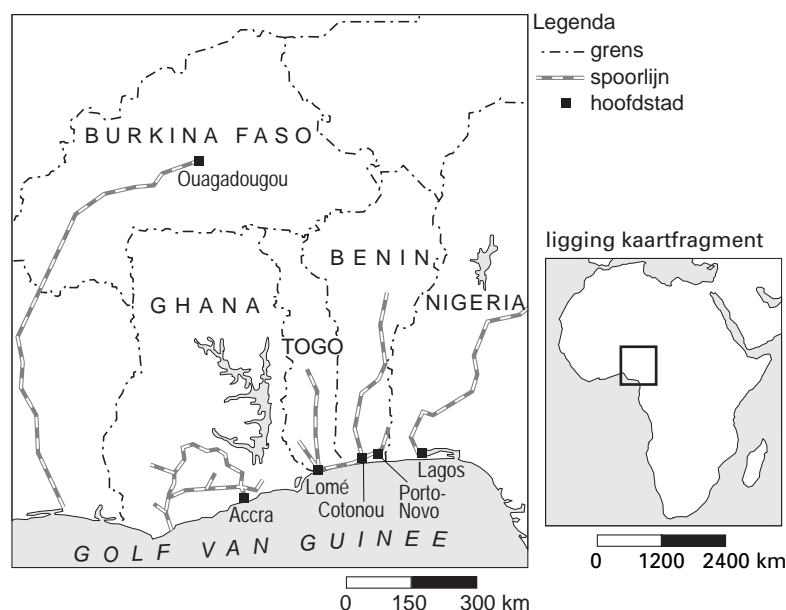 Legenda
grens
spoorlijn
hoofdstad
BURKINA FASO
Ouagadougou
BENIN
GHANA
NIGERIA
TOGO
Lomé
Cotonou
Porto-
Novo
Lagos
Accra
GOLF VAN GUINEE
0 150 300 km
ligging kaartfragment
0 1200 2400 km